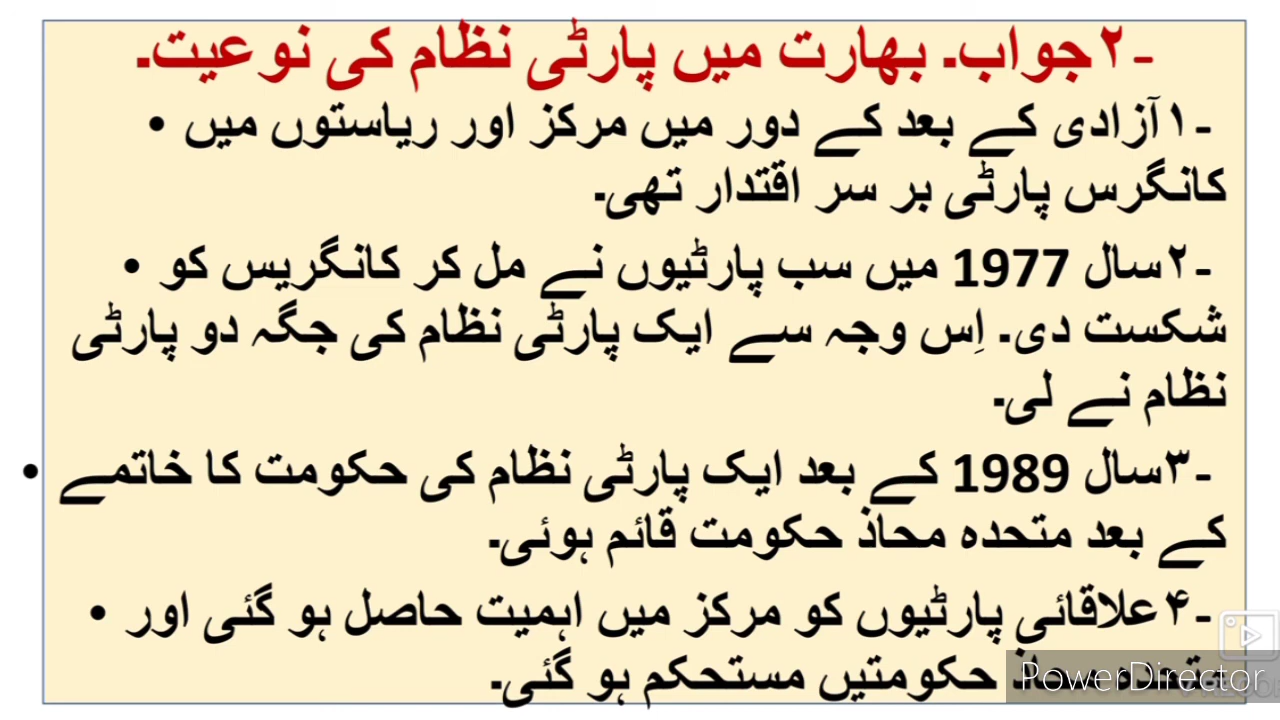 ۲-جواب۔ بھارت میں پارٹی نظام کی نوعیت۔
• ۱-آزادی کے بعد کے دور میں مرکز اور ریاستوں میں
کانگرس پارٹی بر سر اقتدار تھی۔
• ۲-سال 1977 میں سب پارٹیوں نے مل کر کانگریس کو
شکست دی۔ اِس وجہ سے ایک پارٹی نظام کی جگہ دو پارٹی
نظام نے لی۔
• ۳-سال 1989 کے بعد ایک پارٹی نظام کی حکومت کا خاتمے
کے بعد متحدہ محاذ حکومت قائم ہوئی۔
• ۴-علاقائی پارٹیوں کو مرکز میں اہمیت حاصل ہو گئی اور
حکومتیں مستحکم ہو گئی۔
PowerDirector